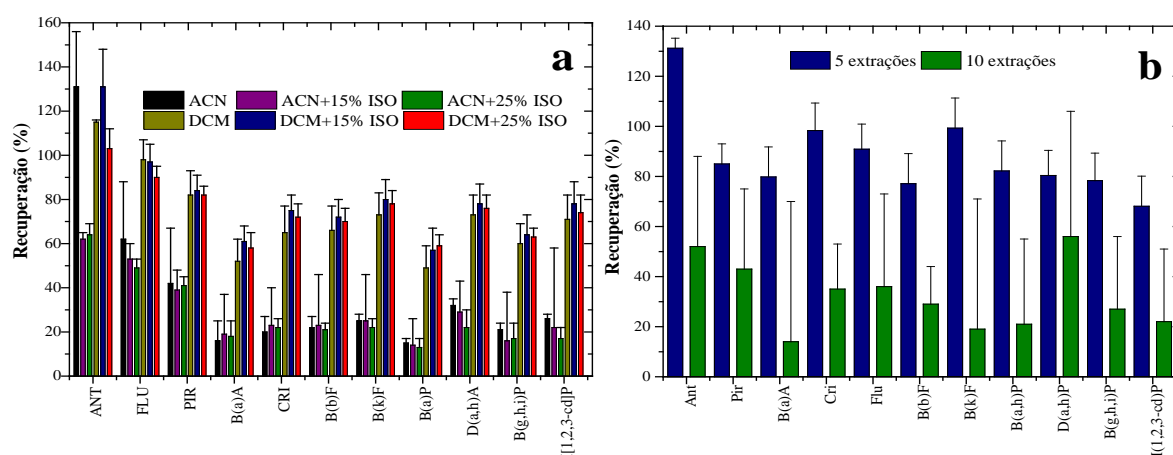 160
140
120
100
80
60
40
20
0
Recuperação (%)
a
ACN
ACN+15% ISO
ACN+25% ISO
DCM
DCM+15% ISO
DCM+25% ISO
ANT
FLU
PIR
B(a)A
CRI
B(b)F
B(k)F
B(a)P
D(a,h)A
B(g,h,i)P
[1,2,3-cd]P
140
120
100
80
60
40
20
0
Recuperação (%)
b
5 extrações
10 extrações
Ant
Pir
B(a)A
Cri
Flu
B(b)F
B(k)F
B(a,h)P
D(a,h)P
B(g,h,i)P
I(1,2,3-cd)P